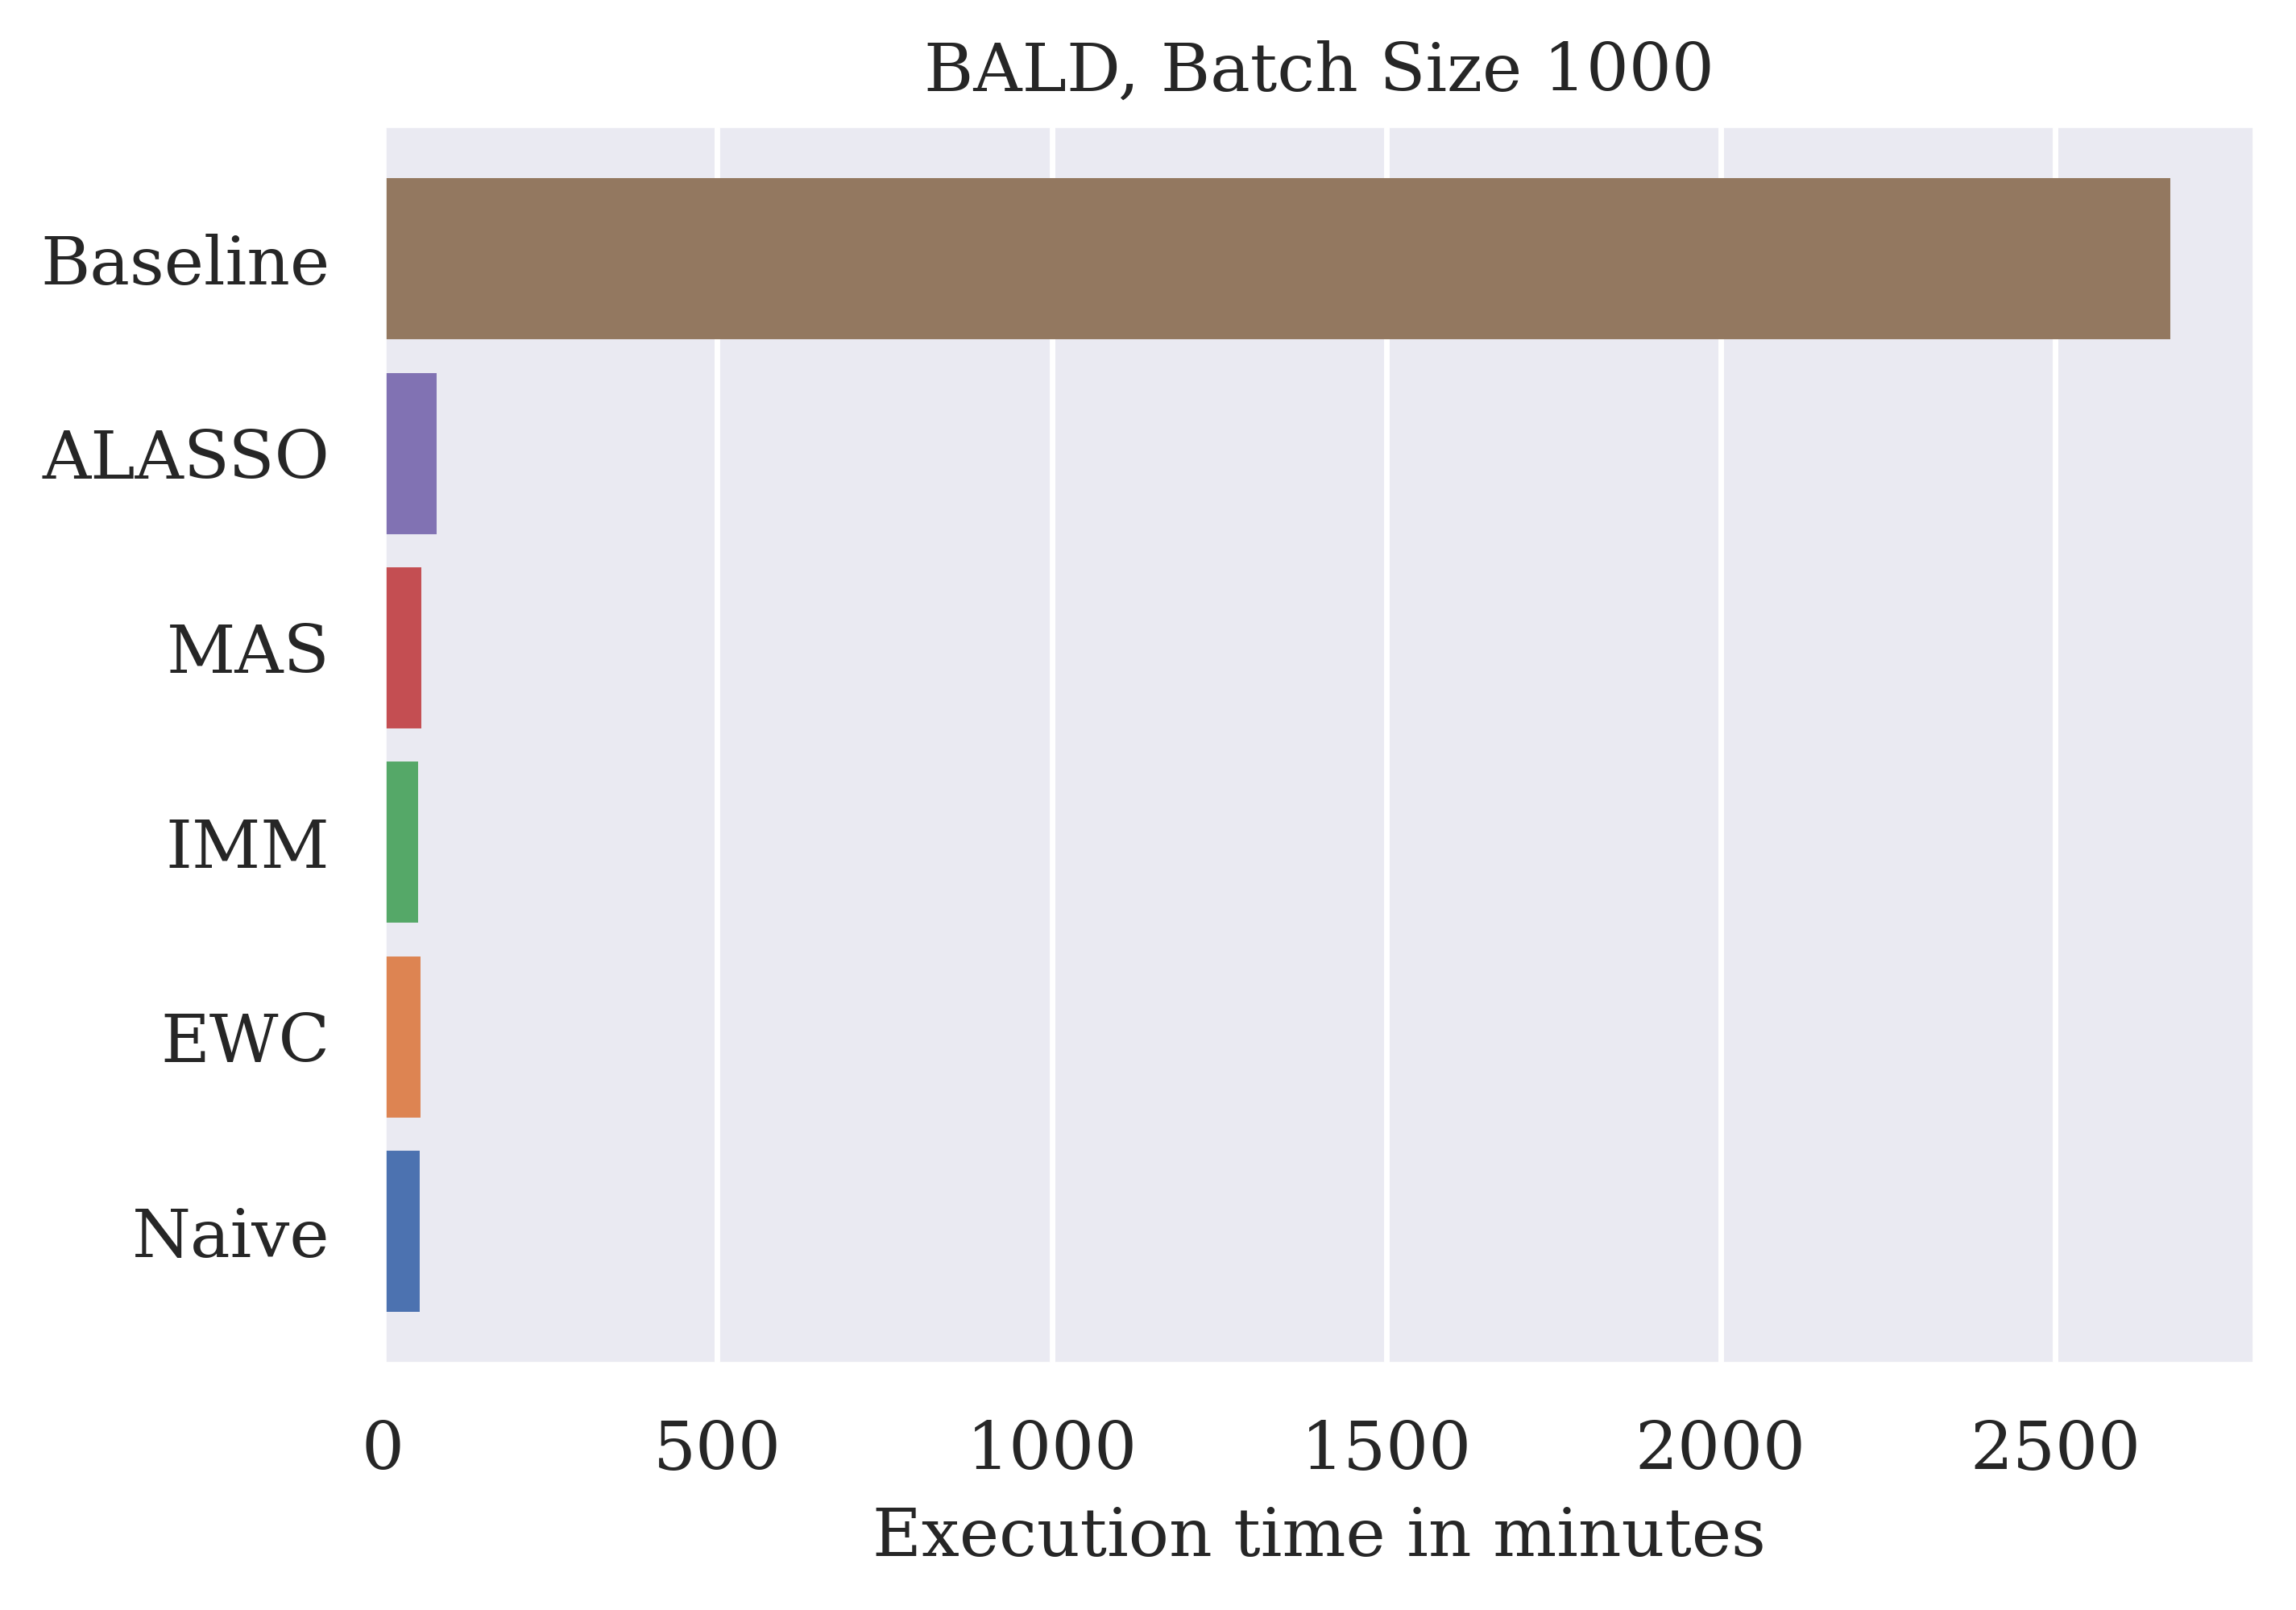 BALD, Batch Size 1000
Baseline
ALASSO
MAS
IMM
EWC
Naive
0 500 1000 1500 2000 2500
Execution time in minutes